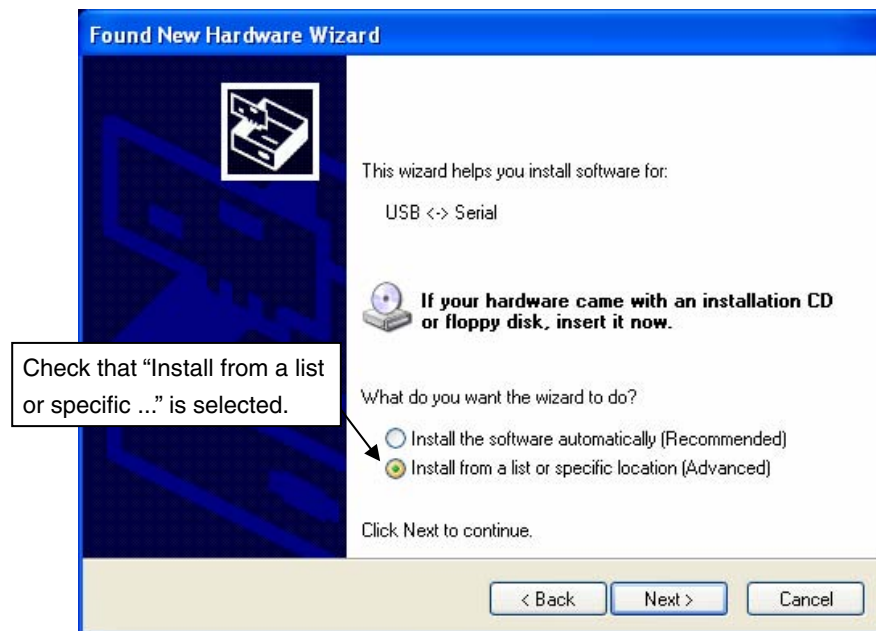 Found New Hardware Wizard
This wizard helps you install software for:
USB <-> Serial
If your hardware came with an installation CD
or floppy disk, insert it now.
Check that “Install from a list
or specific ...” is selected.
What do you want the wizard to do?
Install the software automatically (Recommended)
Install from a list or specific location (Advanced)
Click Next to continue.
< Back Next > Cancel